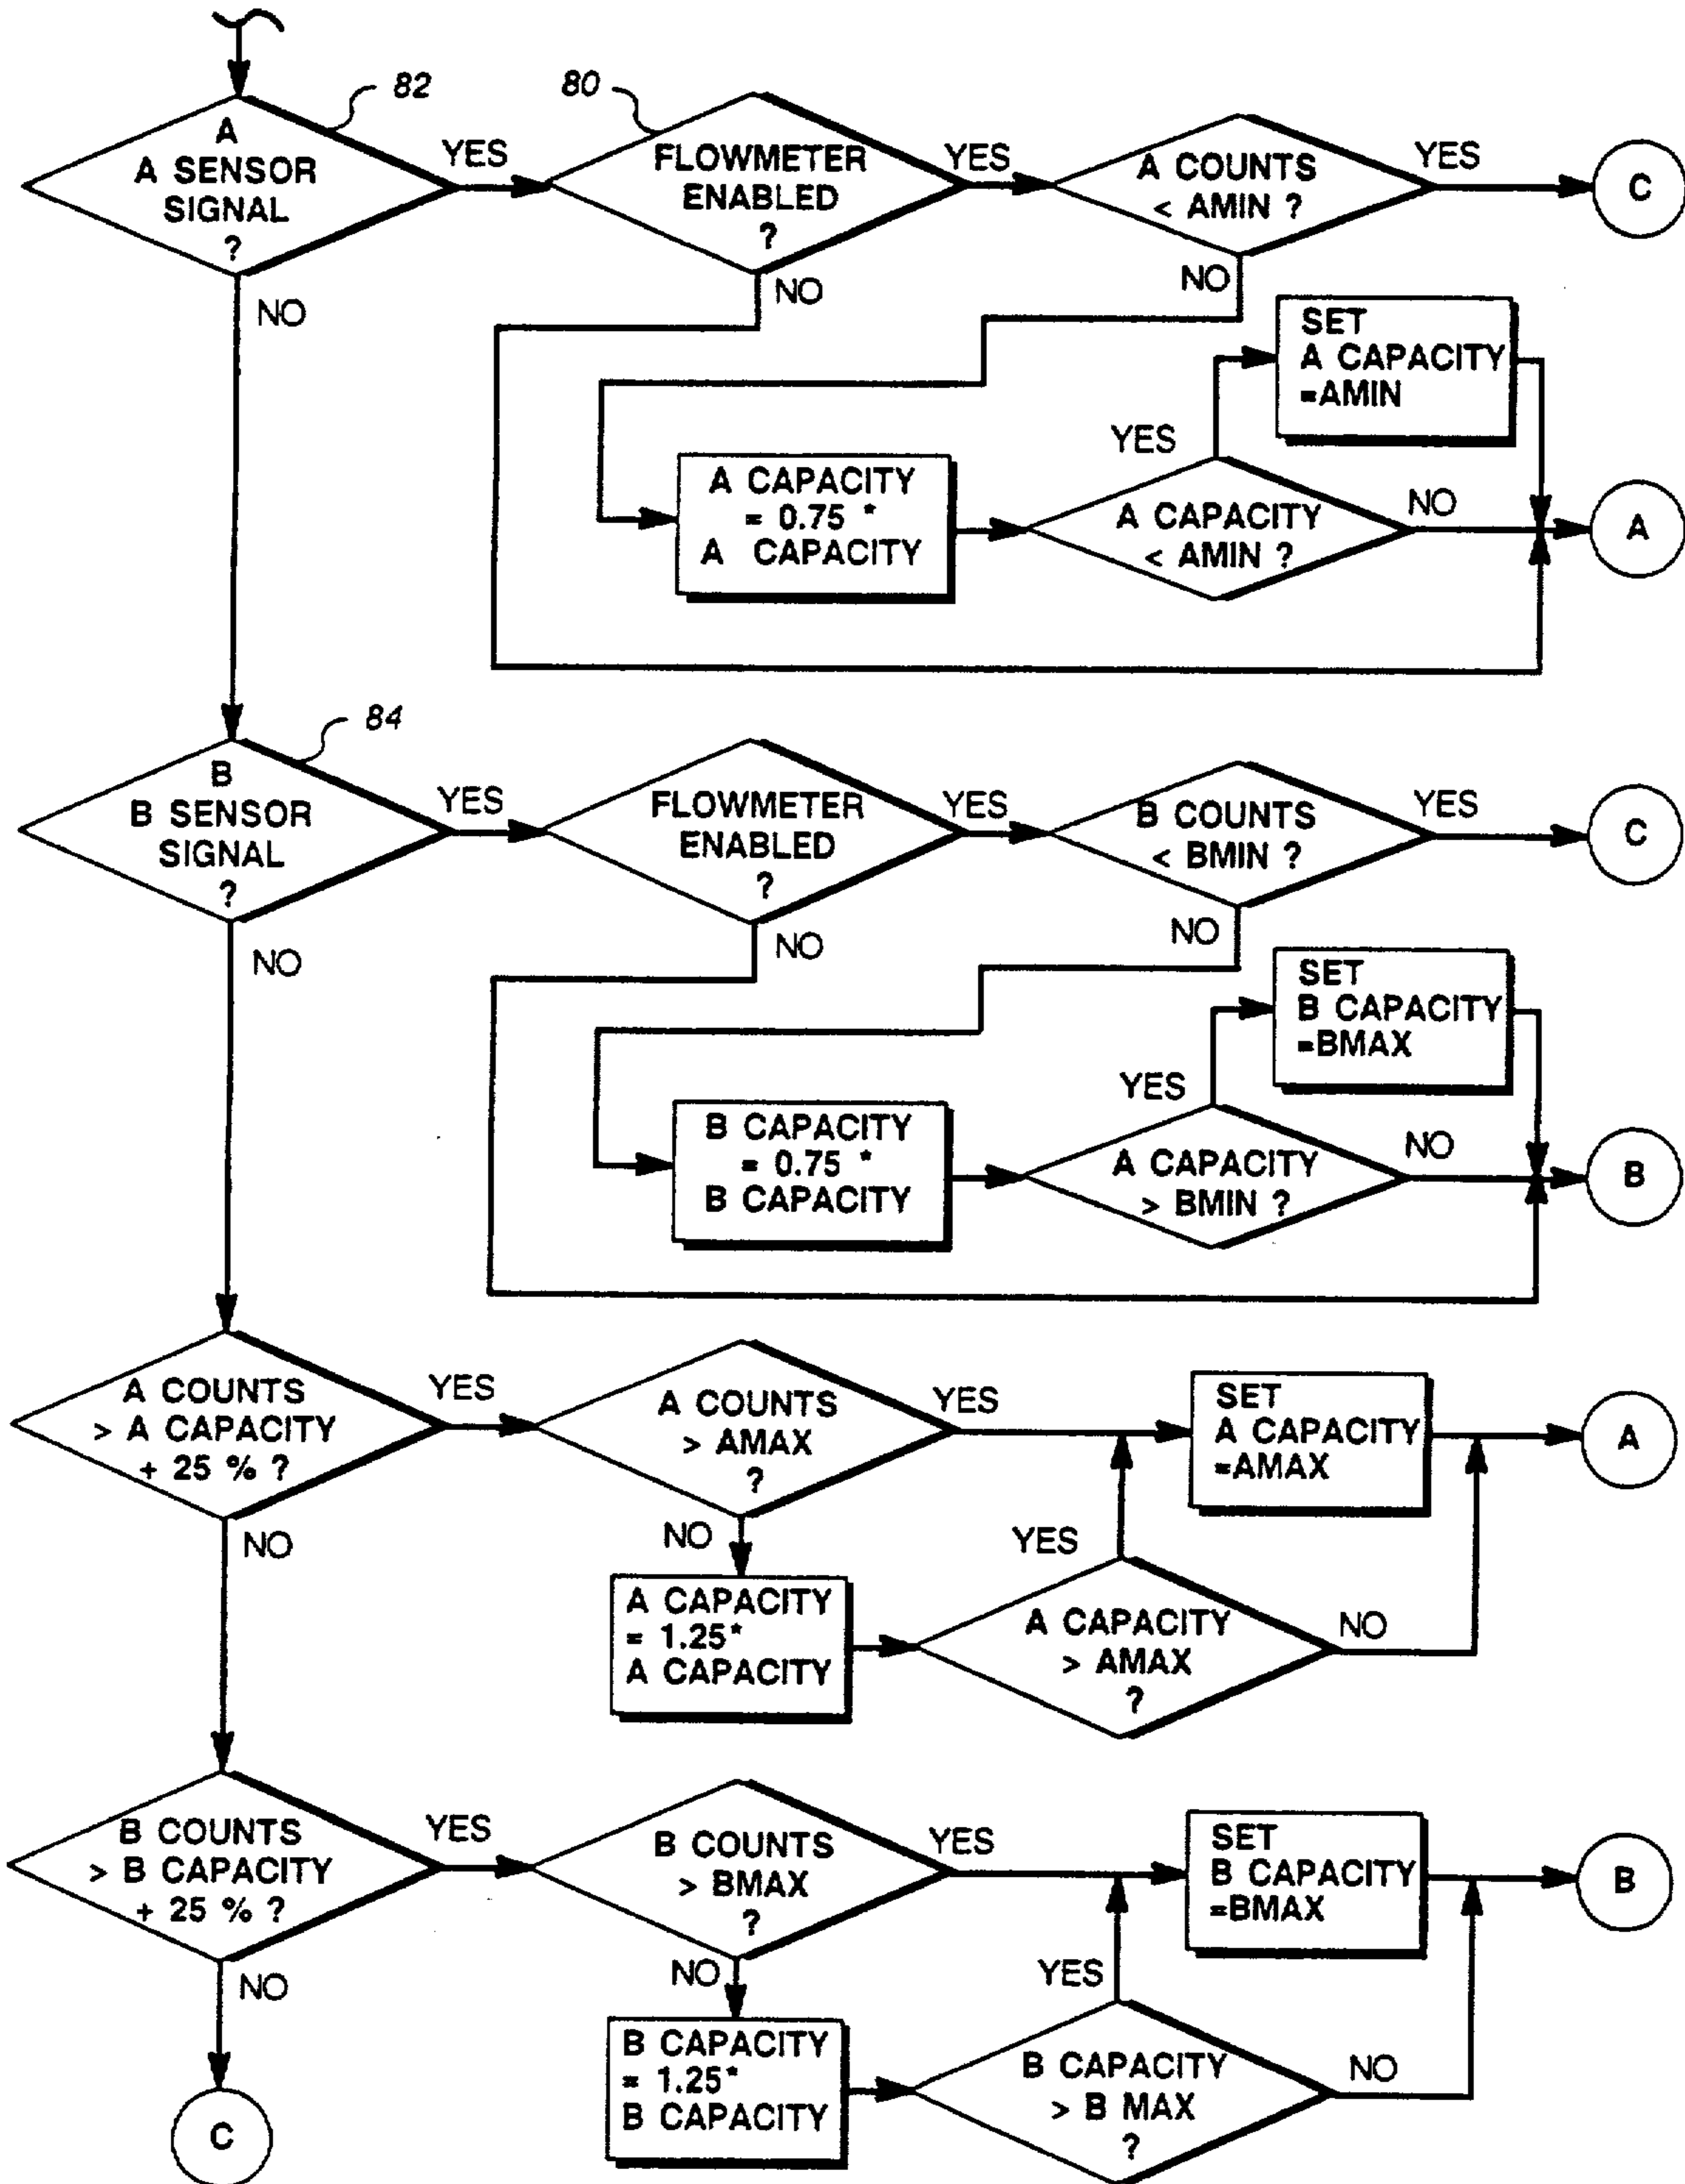 82
A
A SENSOR
SIGNAL
?
YES
NO
80
FLOWMETER
ENABLED
?
YES
NO
A COUNTS
< AMIN ?
YES
NO
C
SET
A CAPACITY
=AMIN
A CAPACITY
= 0.75 *
A CAPACITY
YES
A CAPACITY
< AMIN ?
NO
A
84
B
B SENSOR
SIGNAL
?
YES
NO
FLOWMETER
ENABLED
?
YES
NO
B COUNTS
< BMIN ?
YES
NO
C
SET
B CAPACITY
=BMAX
B CAPACITY
= 0.75 *
B CAPACITY
YES
A CAPACITY
> BMIN ?
NO
B
A COUNTS
> A CAPACITY
+ 25 % ?
YES
NO
A COUNTS
> AMAX
?
YES
NO
SET
A CAPACITY
=AMAX
A
A CAPACITY
= 1.25*
A CAPACITY
YES
A CAPACITY
> AMAX
?
NO
B COUNTS
> B CAPACITY
+ 25 % ?
YES
NO
B COUNTS
> BMAX
?
YES
NO
SET
B CAPACITY
=BMAX
B
B CAPACITY
= 1.25*
B CAPACITY
YES
B CAPACITY
> B MAX
?
NO
C